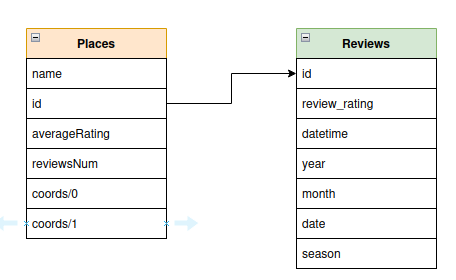 Places
name
id
averageRating
reviewsNum
coords/0
coords/1
Reviews
id
review_rating
datetime
year
month
date
season